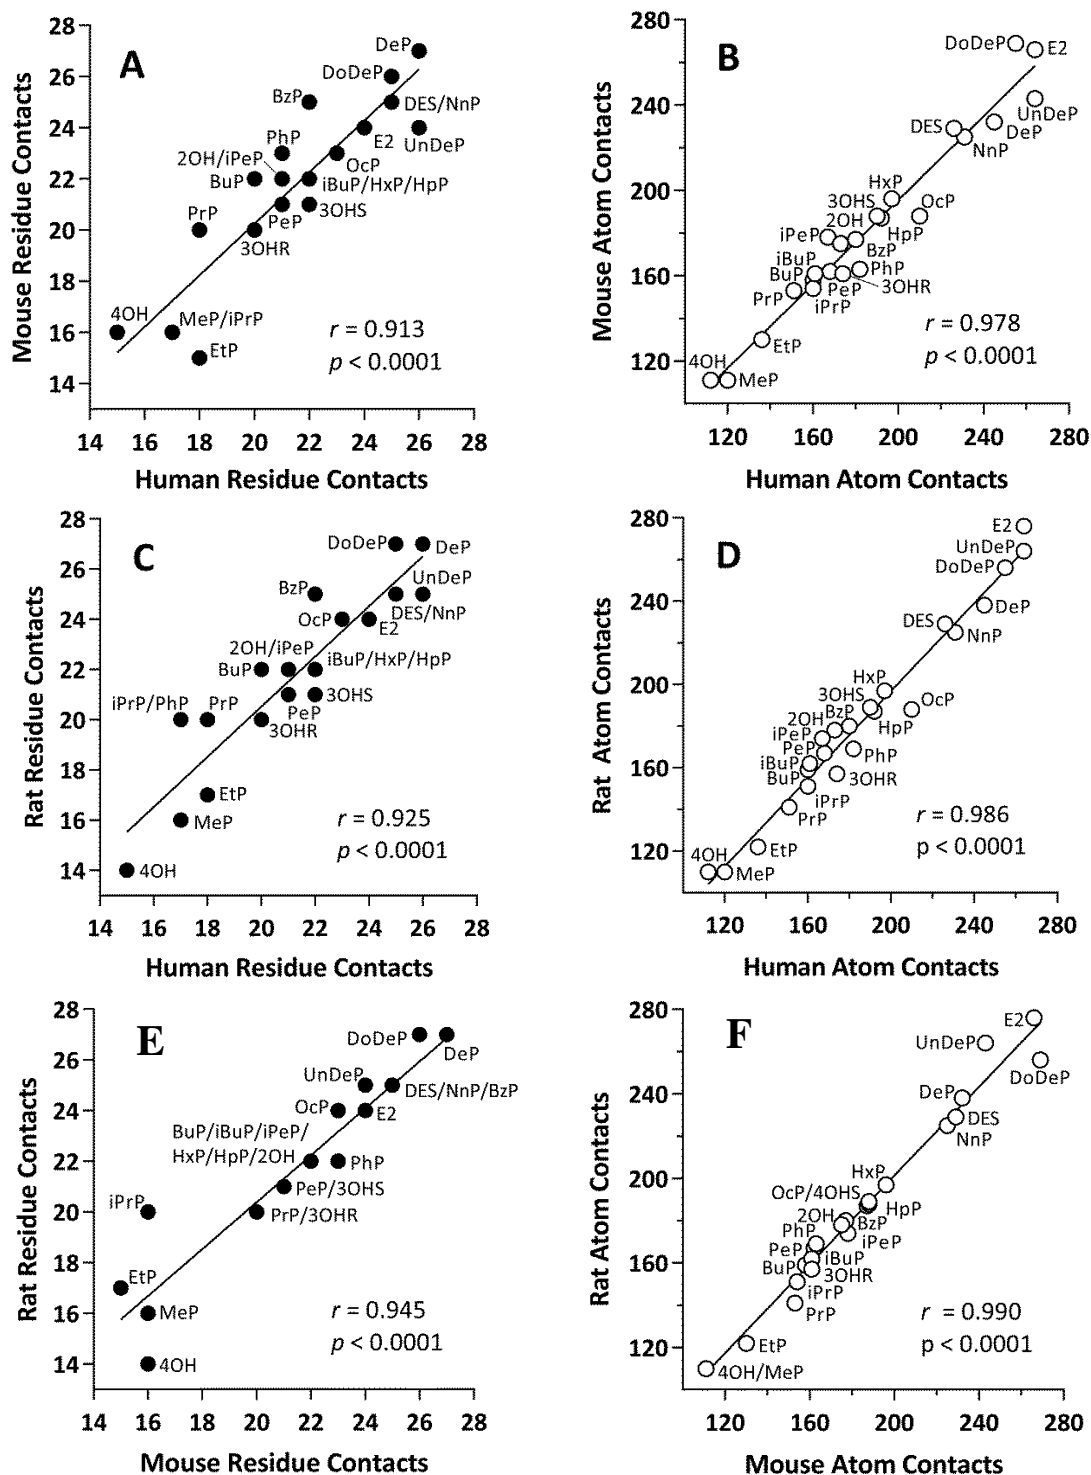 A
28
26
24
22
20
18
16
14
Mouse Residue Contacts
DeP
DoDeP
BzP
DES/NnP
E2
UnDeP
PhP
OcP
2OH/iPeP
BuP
iBuP/HxP/HpP
PrP
PeP
3OHS
3OHR
4OH
MeP/iPrP
EtP
r = 0.913
p < 0.0001
14 16 18 20 22 24 26 28
Human Residue Contacts
B
280
240
200
160
120
Mouse Atom Contacts
DoDeP
E2
UnDeP
DES
DeP
NnP
HxP
3OHS
OcP
2OH
HpP
iPeP
BzP
iBuP
PhP
BuP
PeP
3OHR
PrP
iPrP
EtP
4OH
MeP
r = 0.978
p < 0.0001
120 160 200 240 280
Human Atom Contacts
C
28
26
24
22
20
18
16
14
Rat Residue Contacts
DoDeP
DeP
UnDeP
BzP
DES/NnP
OcP
E2
2OH/iPeP
BuP
iBuP/HxP/HpP
iPrP/PhP
PrP
PeP
3OHS
3OHR
EtP
MeP
4OH
r = 0.925
p < 0.0001
14 16 18 20 22 24 26 28
Human Residue Contacts
D
280
240
200
160
120
Rat Atom Contacts
E2
UnDeP
DoDeP
DeP
DES
NnP
HxP
3OHS
OcP
2OH
BzP
HpP
iPeP
PeP
PhP
iBuP
BuP
3OHR
iPrP
PrP
EtP
4OH
MeP
r = 0.986
p < 0.0001
120 160 200 240 280
Human Atom Contacts
E
28
26
24
22
20
18
16
14
Rat Residue Contacts
DoDeP
DeP
UnDeP
DES/NnP/BzP
OcP
E2
BuP/iBuP/iPeP/
HxP/HpP/2OH
PhP
PeP/3OHS
iPrP
PrP/3OHR
EtP
MeP
4OH
r = 0.945
p < 0.0001
14 16 18 20 22 24 26 28
Mouse Residue Contacts
F
280
240
200
160
120
Rat Atom Contacts
E2
UnDeP
DoDeP
DeP
DES
NnP
HxP
OcP/4OHS
HpP
2OH
BzP
PhP
iPeP
PeP
iBuP
BuP
3OHR
iPrP
PrP
EtP
4OH/MeP
r = 0.990
p < 0.0001
120 160 200 240 280
Mouse Atom Contacts